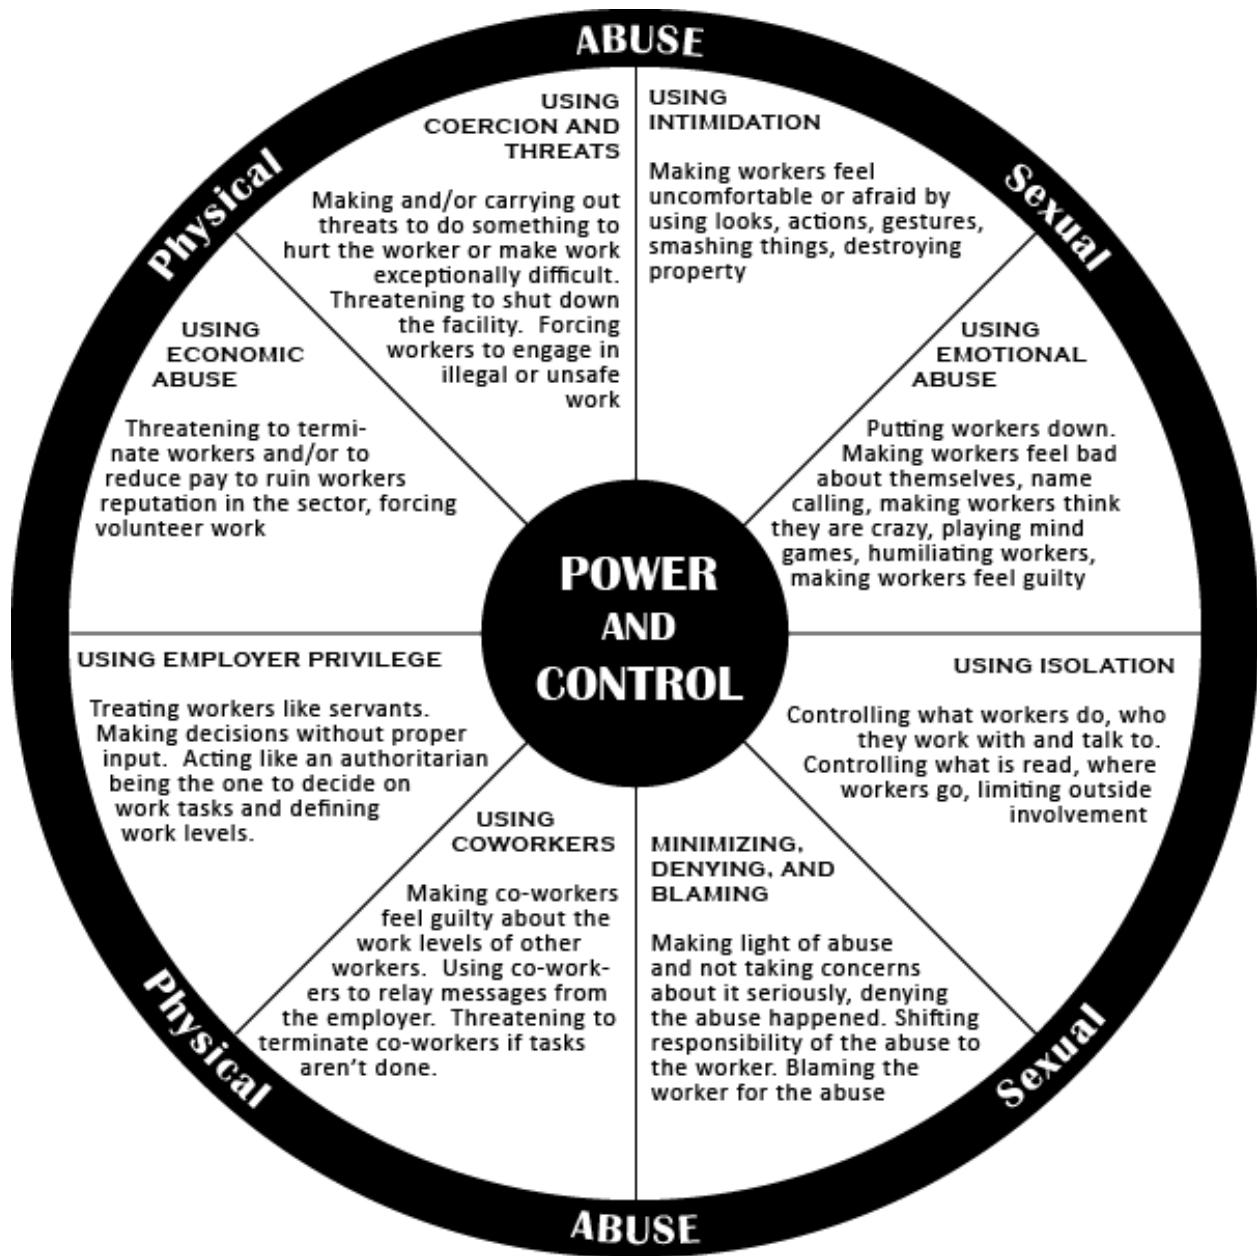 ABUSE
Physical
Sexual
USING
COERCION AND
THREATS
Making and/or carrying out
threats to do something to
hurt the worker or make work
exceptionally difficult.
Threatening to shut down
the facility.  Forcing
workers to engage in
illegal or unsafe
work
USING
INTIMIDATION
Making workers feel
uncomfortable or afraid by
using looks, actions, gestures,
smashing things, destroying
property
USING
EMOTIONAL
ABUSE
Putting workers down.
Making workers feel bad
about themselves, name
calling, making workers think
they are crazy, playing mind
games, humiliating workers,
making workers feel guilty
USING ISOLATION
Controlling what workers do, who
they work with and talk to.
Controlling what is read, where
workers go, limiting outside
involvement
MINIMIZING,
DENYING, AND
BLAMING
Making light of abuse
and not taking concerns
about it seriously, denying
the abuse happened. Shifting
responsibility of the abuse to
the worker. Blaming the
worker for the abuse
USING
COWORKERS
Making co-workers
feel guilty about the
work levels of other
workers.  Using co-work-
ers to relay messages from
the employer.  Threatening to
terminate co-workers if tasks
aren't done.
USING EMPLOYER PRIVILEGE
Treating workers like servants.
Making decisions without proper
input.  Acting like an authoritarian
being the one to decide on
work tasks and defining
work levels.
USING
ECONOMIC
ABUSE
Threatening to termi-
nate workers and/or to
reduce pay to ruin workers
reputation in the sector, forcing
volunteer work
POWER
AND
CONTROL
Physical
Sexual
ABUSE